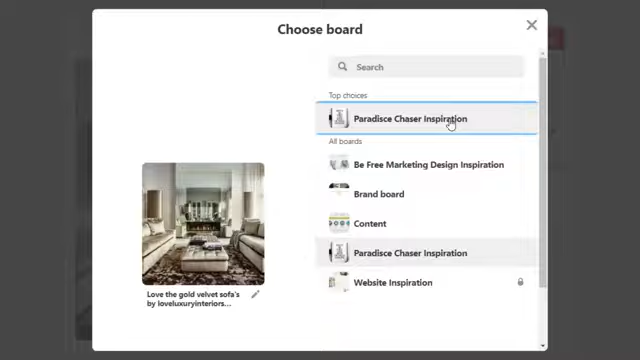 Choose board
Search
Top choices
Paradisce Chaser Inspiration
All boards
Be Free Marketing Design Inspiration
Brand board
Content
Paradisce Chaser Inspiration
Website Inspiration
Love the gold velvet sofa's
by loveluxuryinteriors...